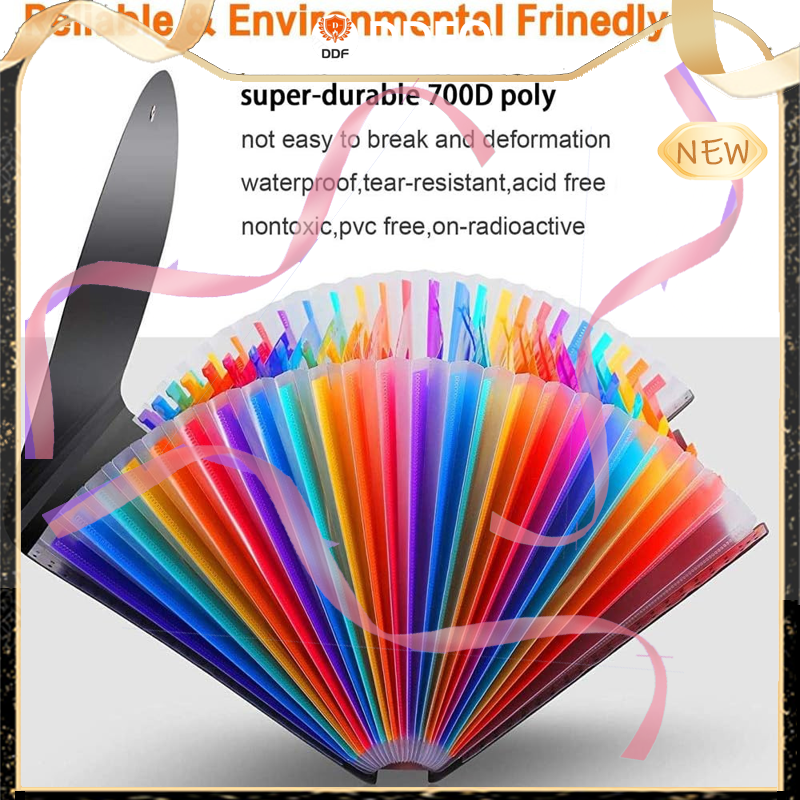 Reliable & Environmental Frinedly
DDF
super-durable 700D poly
not easy to break and deformation
waterproof,tear-resistant,acid free
nontoxic,pvc free,on-radioactive
NEW